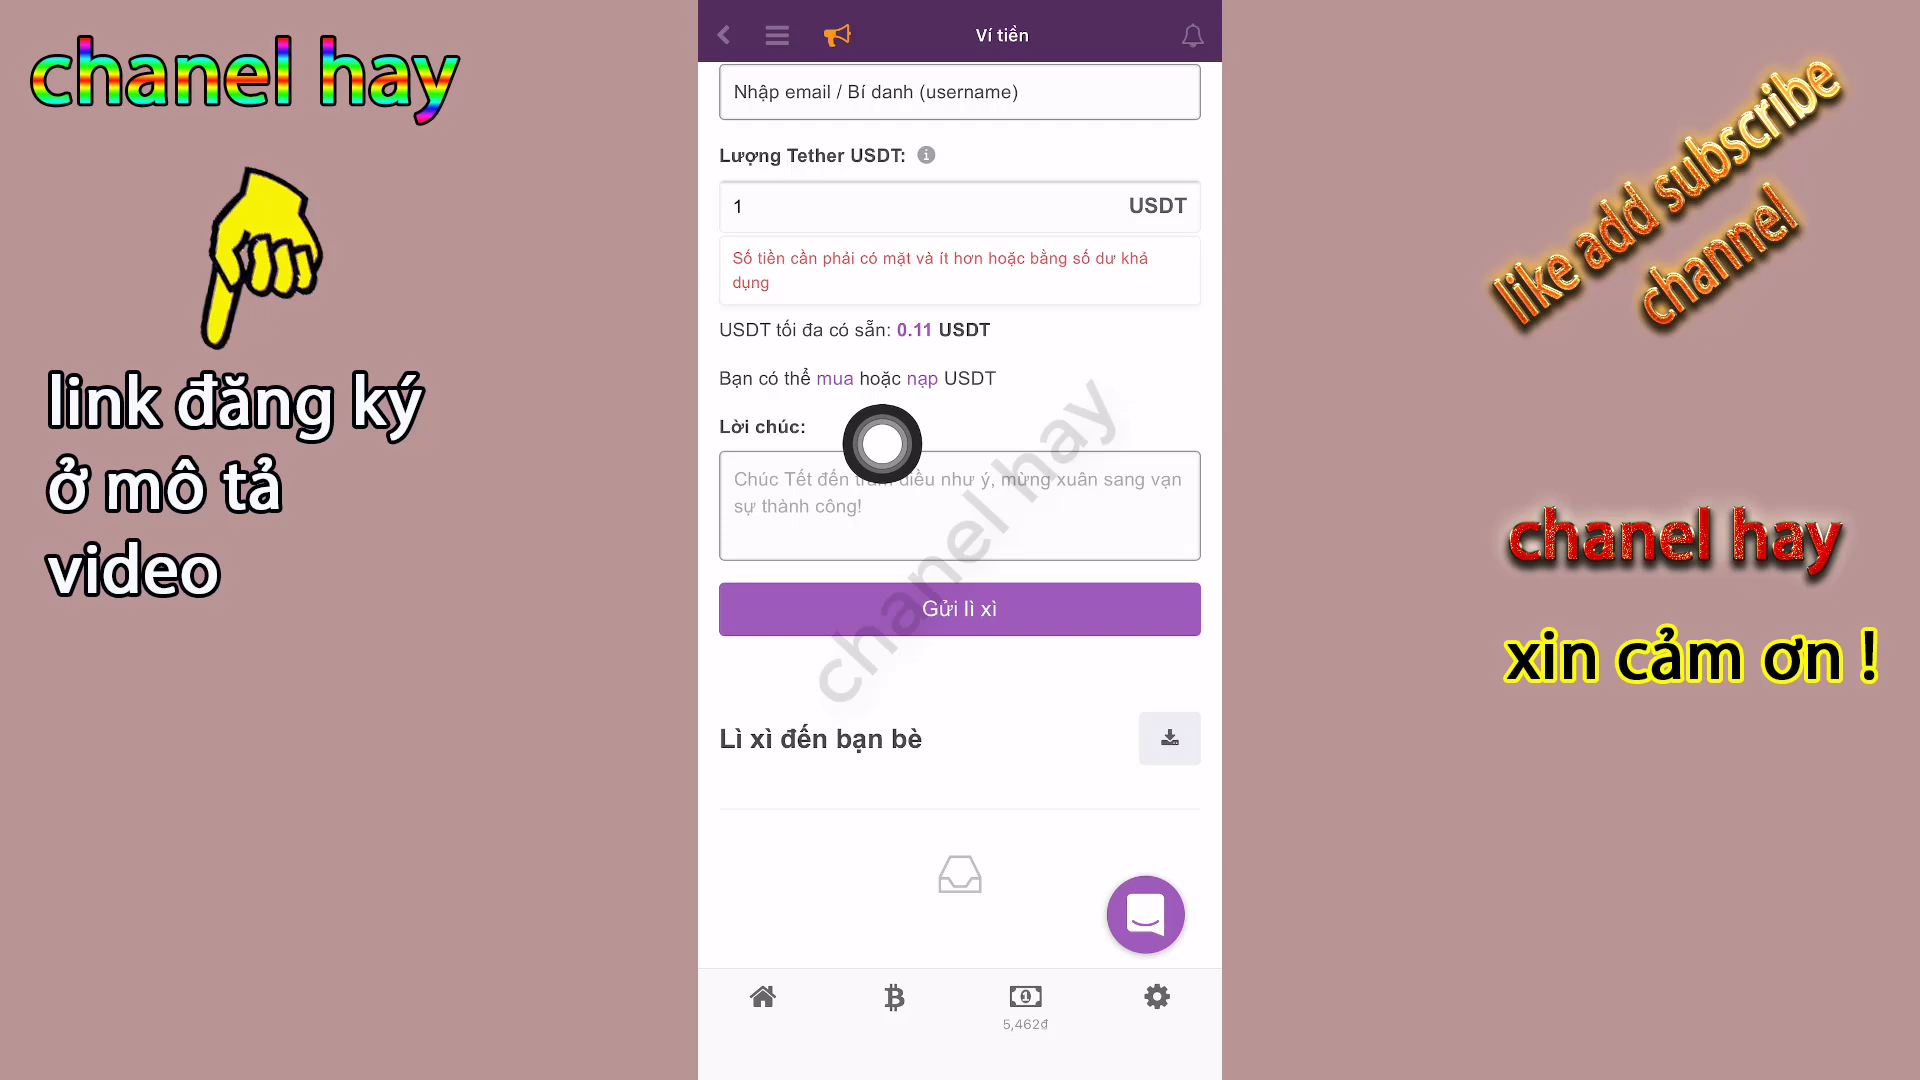 chanel hay
link đăng ký
ở mô tả
video
Ví tiền
Nhập email / Bí danh (username)
Lượng Tether USDT:
1 USDT
Số tiền cần phải có mặt và ít hơn hoặc bằng số dư khả
dụng
USDT tối đa có sẵn: 0.11 USDT
Bạn có thể mua hoặc nạp USDT
Lời chúc:
Chúc Tết đến trăm điều như ý, mừng xuân sang vạn
sự thành công!
chanel hay
Gửi lì xì
Lì xì đến bạn bè
5,462₫
like add subscribe
channel
chanel hay
xin cảm ơn !